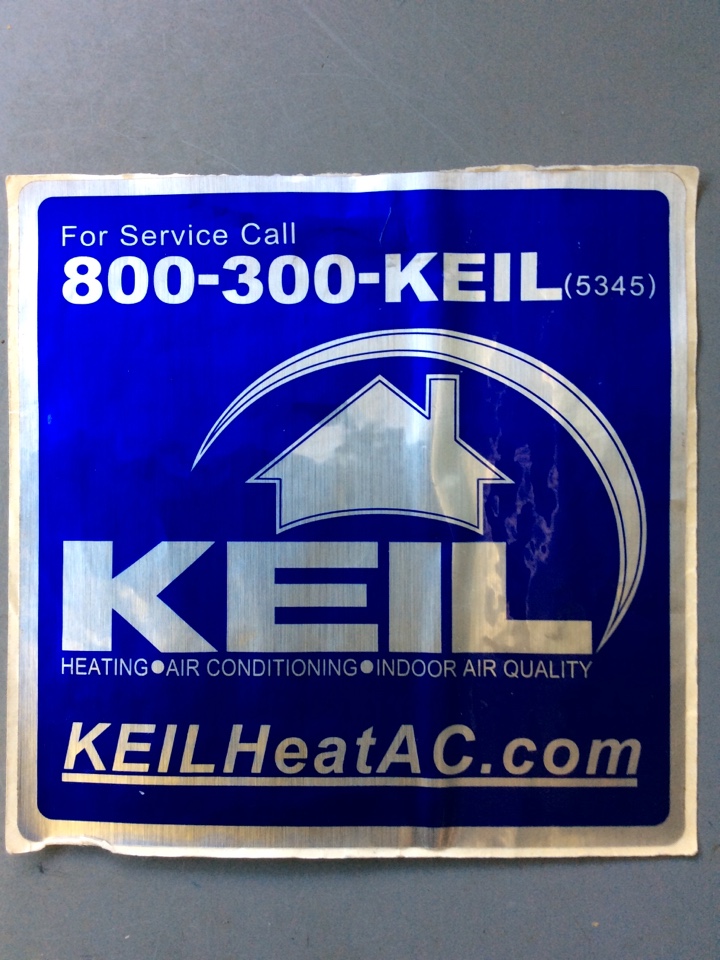 For Service Call
800-300-KEIL(5345)
KEIL
HEATING●AIR CONDITIONING●INDOOR AIR QUALITY
KEILHeatAC.com